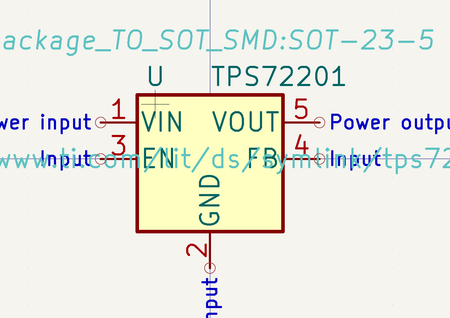 ackage_TO_SOT_SMD:SOT-23-5
U TPS72201
wer input 1 VIN VOUT 5 Power outpu
www.ti.com/lit/ds/symlink/tps72
Input 3 EN FB 4 Input
GND
2
nput